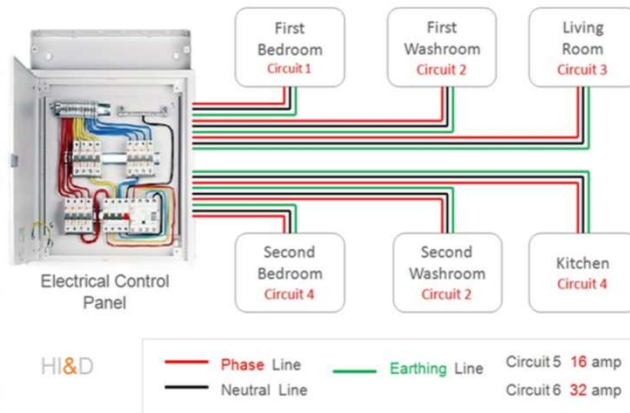 First
Bedroom
Circuit 1
First
Washroom
Circuit 2
Living
Room
Circuit 3
Electrical Control
Panel
Second
Bedroom
Circuit 4
Second
Washroom
Circuit 2
Kitchen
Circuit 4
HI&D
Phase Line
Neutral Line
Earthing Line
Circuit 5 16 amp
Circuit 6 32 amp